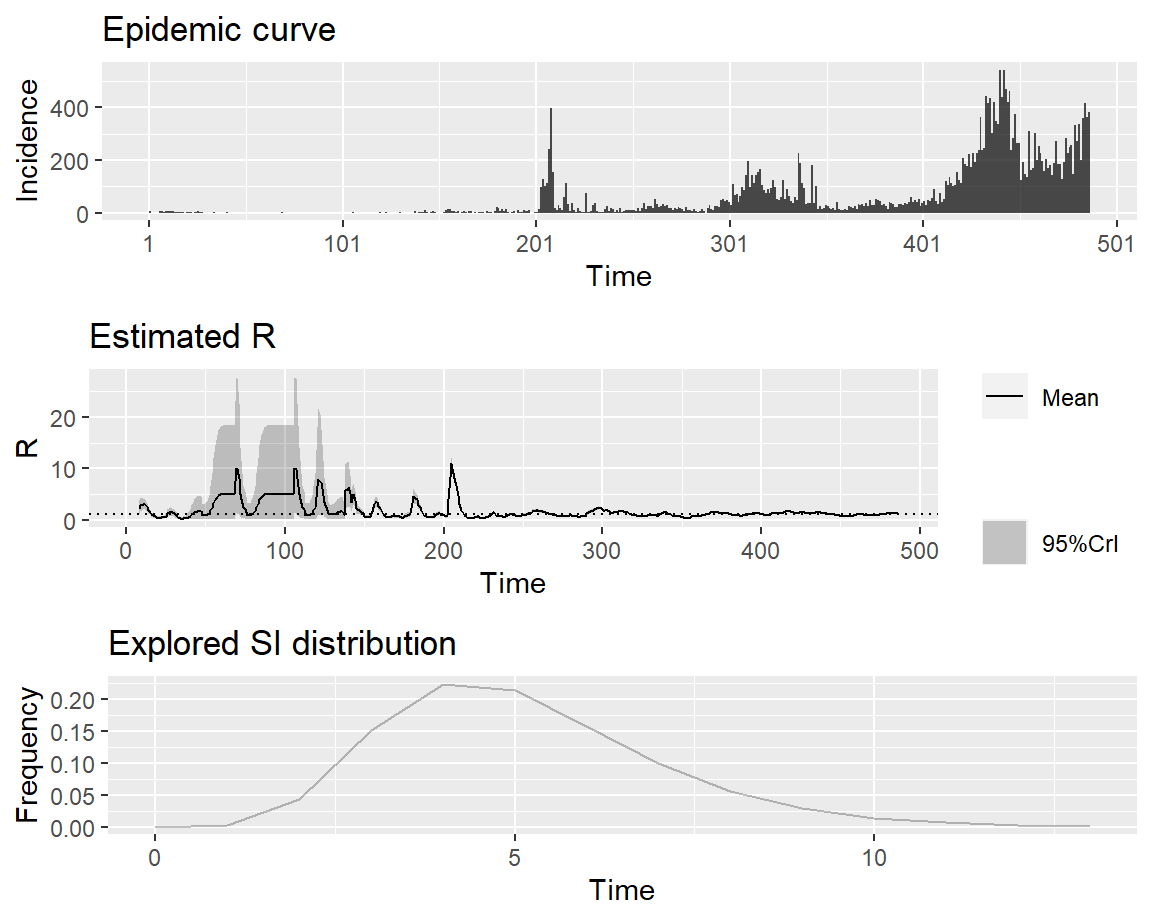 Epidemic curve
Incidence
400
200
0
1 101 201 301 401 501
Time
Estimated R
R
20
10
0
0 100 200 300 400 500
Time
Mean
95%CrI
Explored SI distribution
Frequency
0.20
0.15
0.10
0.05
0.00
0 5 10
Time